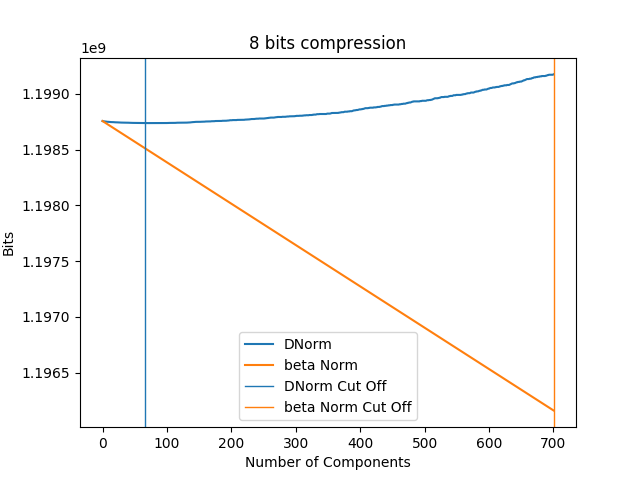 8 bits compression
1e9
1.1990
1.1985
1.1980
1.1975
1.1970
1.1965
Bits
DNorm
beta Norm
DNorm Cut Off
beta Norm Cut Off
0 100 200 300 400 500 600 700
Number of Components